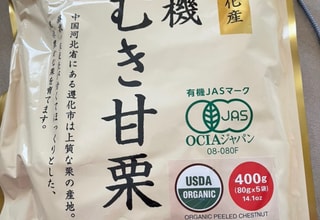 化産
有機
むき甘栗
中国河北省にある遵化市は上質な栗の産地。
有機JASマーク
JAS
OCIAジャパン
08-080F
USDA
ORGANIC
400g
(80g×5袋)
14.1oz
ORGANIC PEELED CHESTNUT